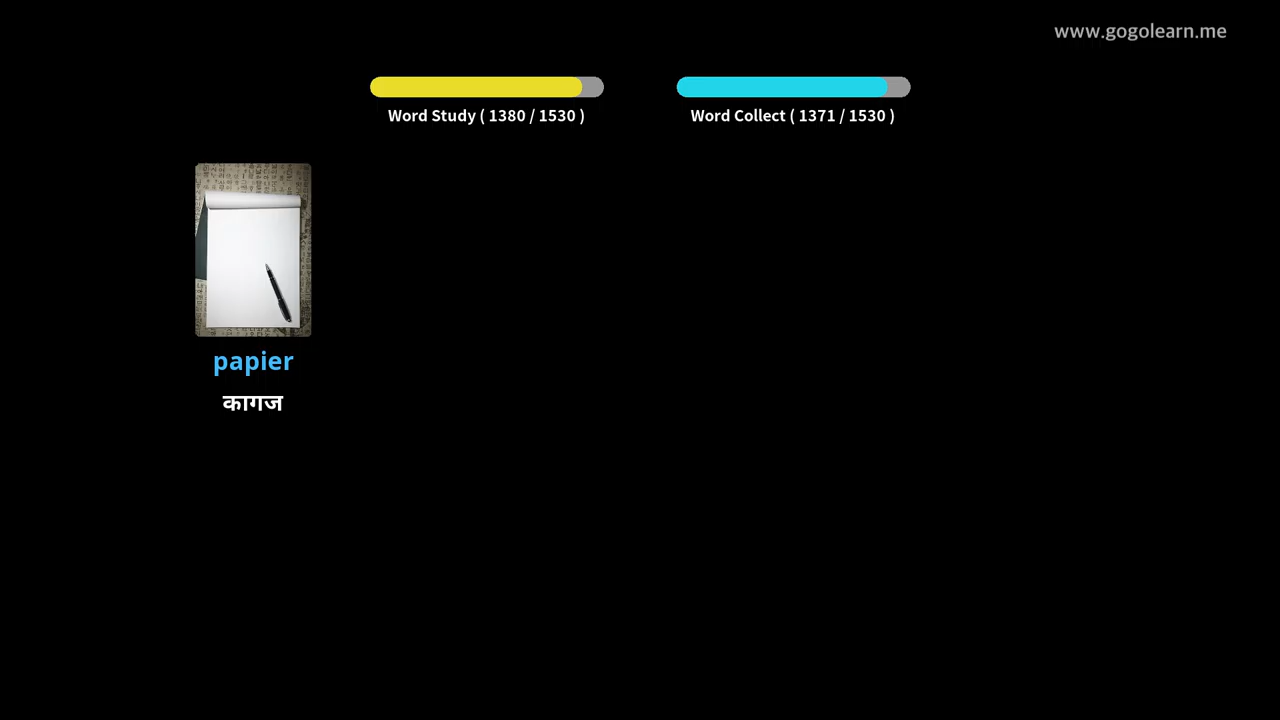 www.gogolearn.me
Word Study ( 1380 / 1530 )
Word Collect ( 1371 / 1530 )
papier
कागज